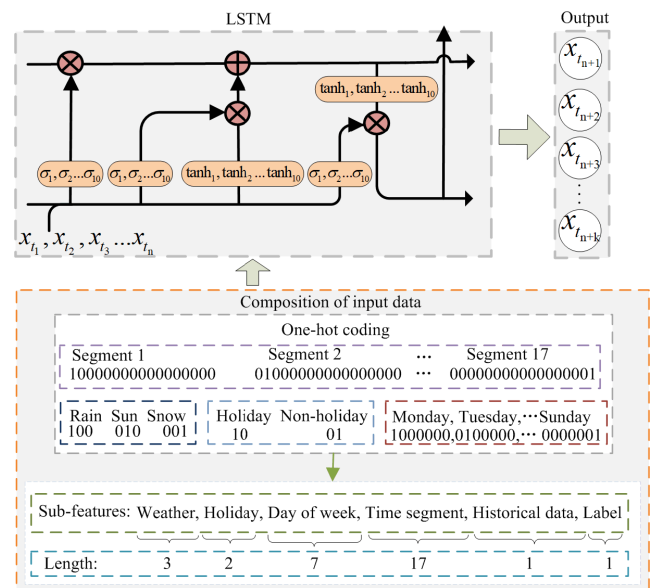 LSTM
Output
tanh₁, tanh₂ ... tanh₁₀
σ₁, σ₂...σ₁₀
σ₁, σ₂...σ₁₀
tanh₁, tanh₂ ... tanh₁₀
σ₁, σ₂...σ₁₀
x_{t_1}, x_{t_2}, x_{t_3} ...x_{t_n}
x_{t_{n+1}}
x_{t_{n+2}}
x_{t_{n+3}}
⋮
x_{t_{n+k}}
Composition of input data
One-hot coding
Segment 1 Segment 2 ... Segment 17
10000000000000000 01000000000000000 ... 00000000000000001
Rain Sun Snow
100 010 001
Holiday Non-holiday
10 01
Monday, Tuesday,...Sunday
1000000,0100000,... 0000001
Sub-features: Weather, Holiday, Day of week, Time segment, Historical data, Label
Length: 3 2 7 17 1 1